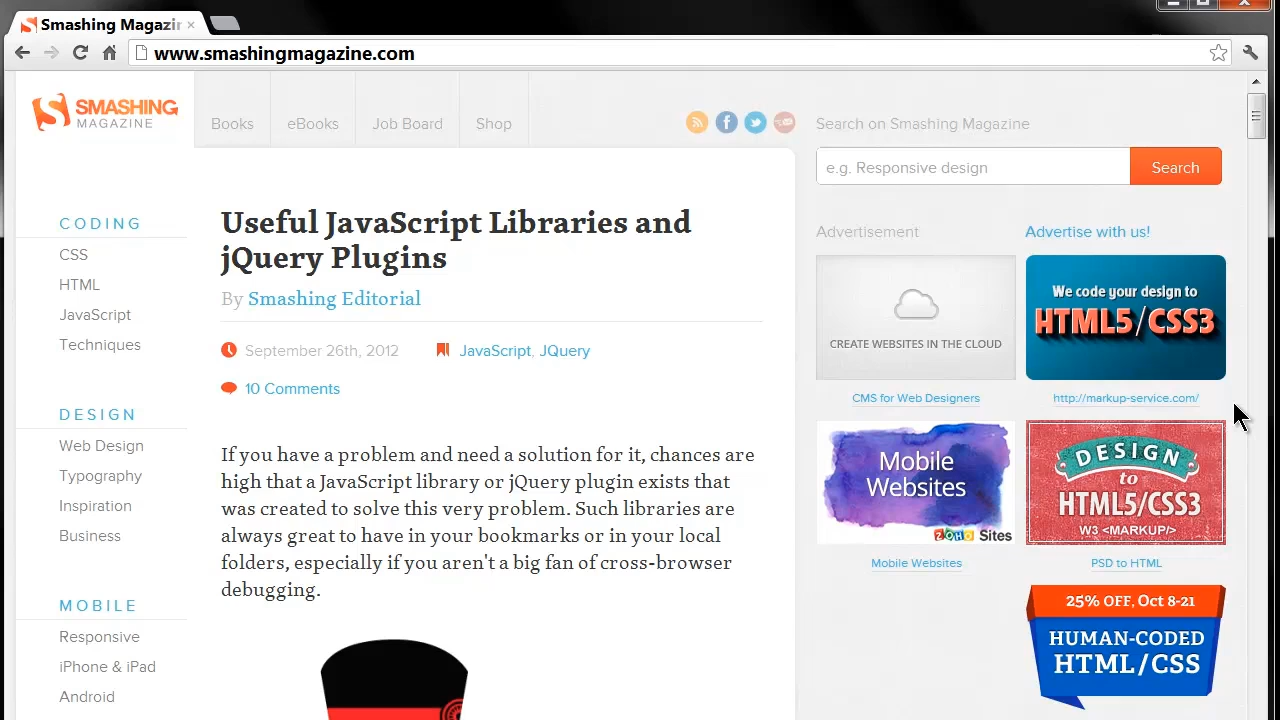 Smashing Magazin
www.smashingmagazine.com
SMASHING
MAGAZINE
Books
eBooks
Job Board
Shop
Search on Smashing Magazine
e.g. Responsive design
Search
CODING
CSS
HTML
JavaScript
Techniques
DESIGN
Web Design
Typography
Inspiration
Business
MOBILE
Responsive
iPhone & iPad
Android
Useful JavaScript Libraries and
jQuery Plugins
By Smashing Editorial
September 26th, 2012
JavaScript, JQuery
10 Comments
If you have a problem and need a solution for it, chances are
high that a JavaScript library or jQuery plugin exists that
was created to solve this very problem. Such libraries are
always great to have in your bookmarks or in your local
folders, especially if you aren't a big fan of cross-browser
debugging.
Advertisement
Advertise with us!
CREATE WEBSITES IN THE CLOUD
CMS for Web Designers
We code your design to
HTML5/CSS3
http://markup-service.com/
Mobile
Websites
ZOHO Sites
Mobile Websites
DESIGN
to
HTML5/CSS3
W3 <MARKUP/>
PSD to HTML
25% OFF, Oct 8-21
HUMAN-CODED
HTML/CSS